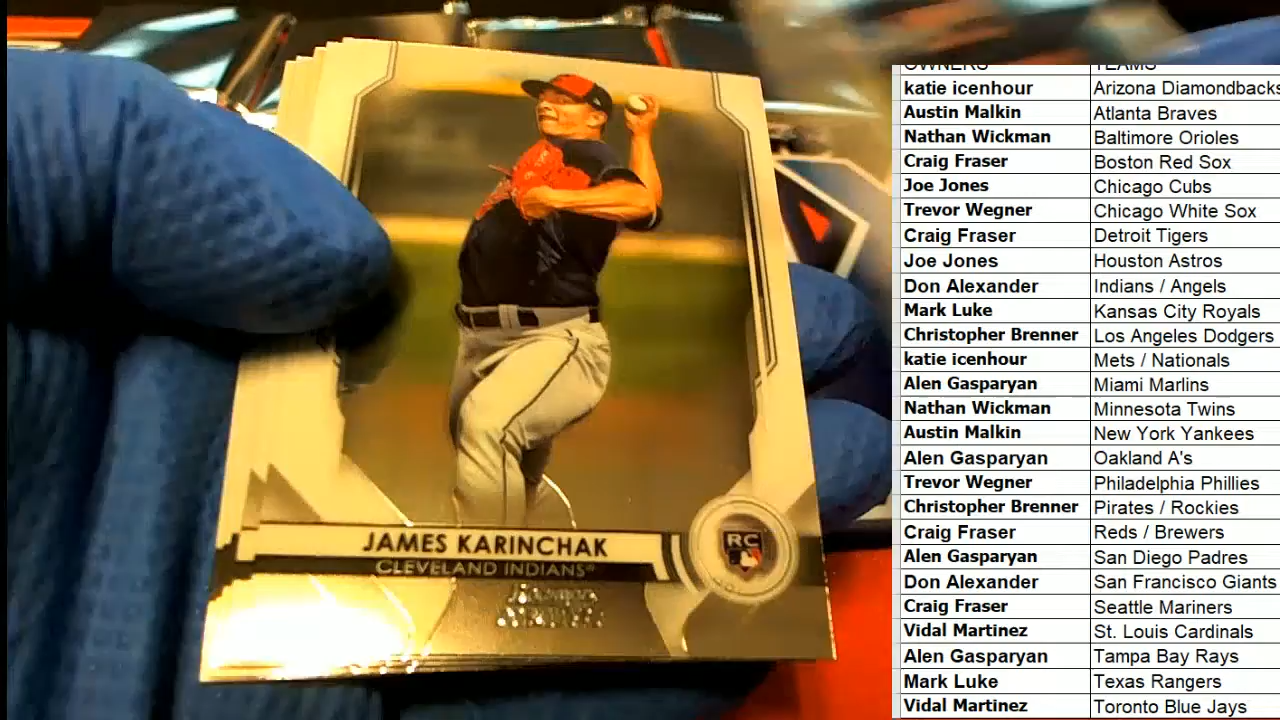 JAMES KARINCHAK
CLEVELAND INDIANS®
RC
OWNERS TEAMS
katie icenhour Arizona Diamondbacks
Austin Malkin Atlanta Braves
Nathan Wickman Baltimore Orioles
Craig Fraser Boston Red Sox
Joe Jones Chicago Cubs
Trevor Wegner Chicago White Sox
Craig Fraser Detroit Tigers
Joe Jones Houston Astros
Don Alexander Indians / Angels
Mark Luke Kansas City Royals
Christopher Brenner Los Angeles Dodgers
katie icenhour Mets / Nationals
Alen Gasparyan Miami Marlins
Nathan Wickman Minnesota Twins
Austin Malkin New York Yankees
Alen Gasparyan Oakland A's
Trevor Wegner Philadelphia Phillies
Christopher Brenner Pirates / Rockies
Craig Fraser Reds / Brewers
Alen Gasparyan San Diego Padres
Don Alexander San Francisco Giants
Craig Fraser Seattle Mariners
Vidal Martinez St. Louis Cardinals
Alen Gasparyan Tampa Bay Rays
Mark Luke Texas Rangers
Vidal Martinez Toronto Blue Jays